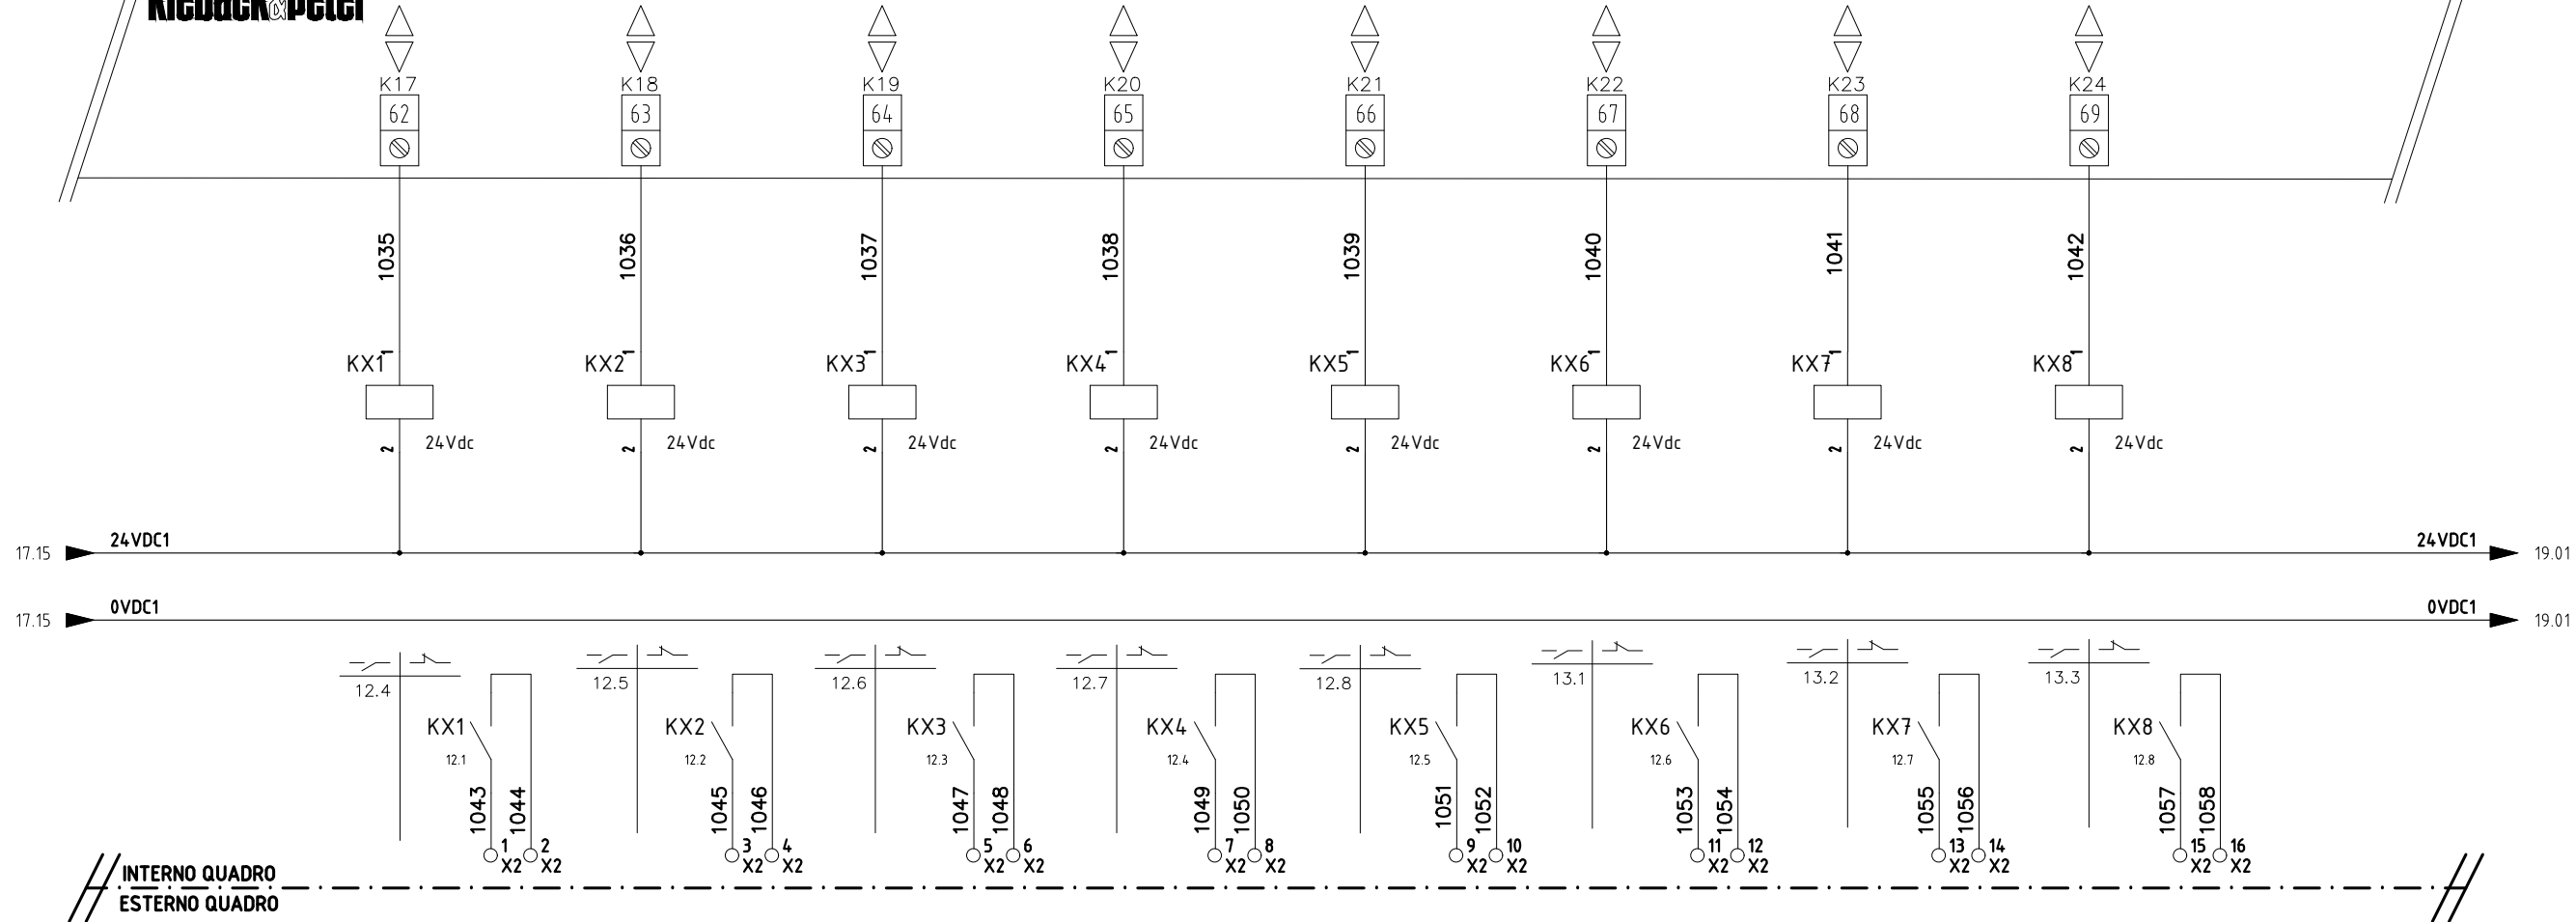 Kieback&Peter
K17 K18 K19 K20 K21 K22 K23 K24
62 63 64 65 66 67 68 69
1035 1036 1037 1038 1039 1040 1041 1042
1 1 1 1 1 1 1 1
KX1 KX2 KX3 KX4 KX5 KX6 KX7 KX8
2 24Vdc 2 24Vdc 2 24Vdc 2 24Vdc 2 24Vdc 2 24Vdc 2 24Vdc 2 24Vdc
17.15 24VDC1 24VDC1 19.01
17.15 0VDC1 0VDC1 19.01
12.4 12.5 12.6 12.7 12.8 13.1 13.2 13.3
KX1 KX2 KX3 KX4 KX5 KX6 KX7 KX8
12.1 12.2 12.3 12.4 12.5 12.6 12.7 12.8
1043 1044 1045 1046 1047 1048 1049 1050 1051 1052 1053 1054 1055 1056 1057 1058
1 2 3 4 5 6 7 8 9 10 11 12 13 14 15 16
X2 X2 X2 X2 X2 X2 X2 X2 X2 X2 X2 X2 X2 X2 X2 X2
INTERNO QUADRO
ESTERNO QUADRO